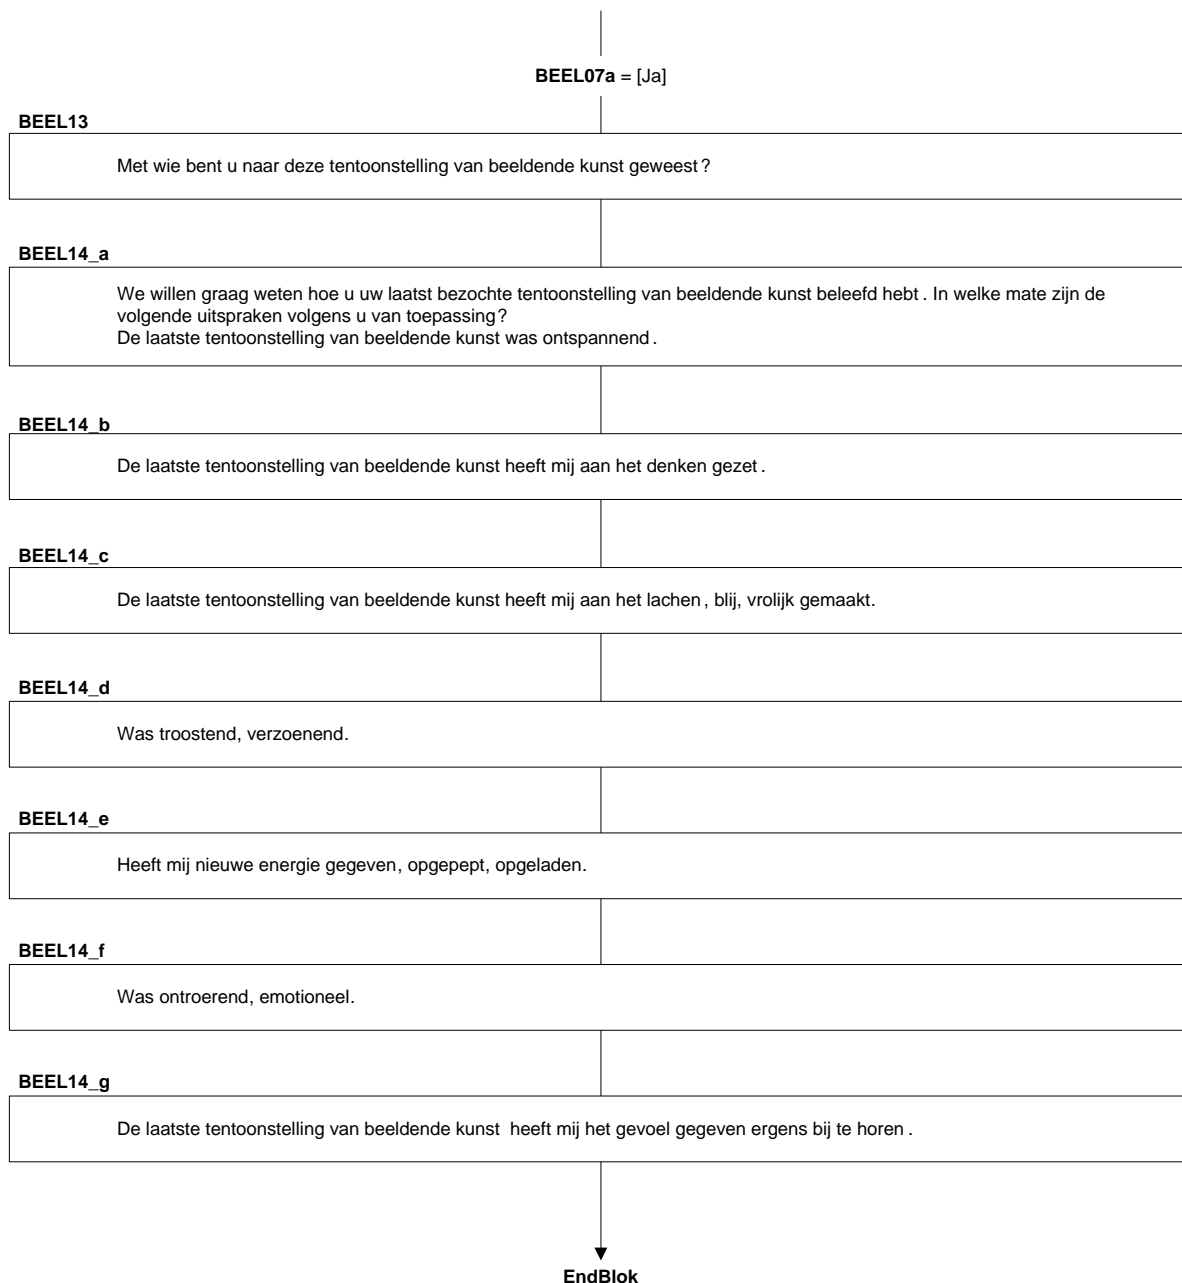 BEEL07a = [Ja]
BEEL13
Met wie bent u naar deze tentoonstelling van beeldende kunst geweest?
BEEL14_a
We willen graag weten hoe u uw laatst bezochte tentoonstelling van beeldende kunst beleefd hebt. In welke mate zijn de
volgende uitspraken volgens u van toepassing?
De laatste tentoonstelling van beeldende kunst was ontspannend.
BEEL14_b
De laatste tentoonstelling van beeldende kunst heeft mij aan het denken gezet.
BEEL14_c
De laatste tentoonstelling van beeldende kunst heeft mij aan het lachen, blij, vrolijk gemaakt.
BEEL14_d
Was troostend, verzoenend.
BEEL14_e
Heeft mij nieuwe energie gegeven, opgepept, opgeladen.
BEEL14_f
Was ontroerend, emotioneel.
BEEL14_g
De laatste tentoonstelling van beeldende kunst heeft mij het gevoel gegeven ergens bij te horen.
EndBlok